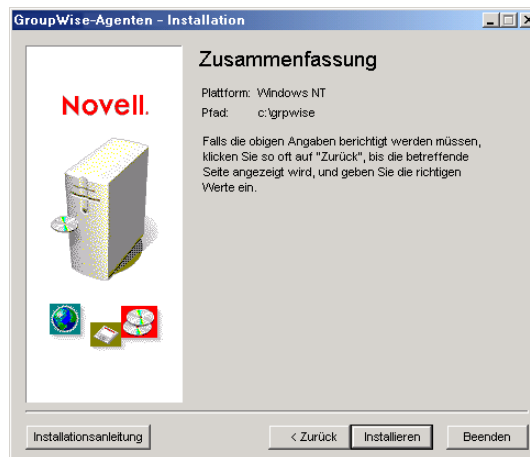 GroupWise-Agenten – Installation
Novell.
Zusammenfassung
Plattform: Windows NT
Pfad: c:\grpwise
Falls die obigen Angaben berichtigt werden müssen,
klicken Sie so oft auf "Zurück", bis die betreffende
Seite angezeigt wird, und geben Sie die richtigen
Werte ein.
Installationsanleitung
< Zurück
Installieren
Beenden